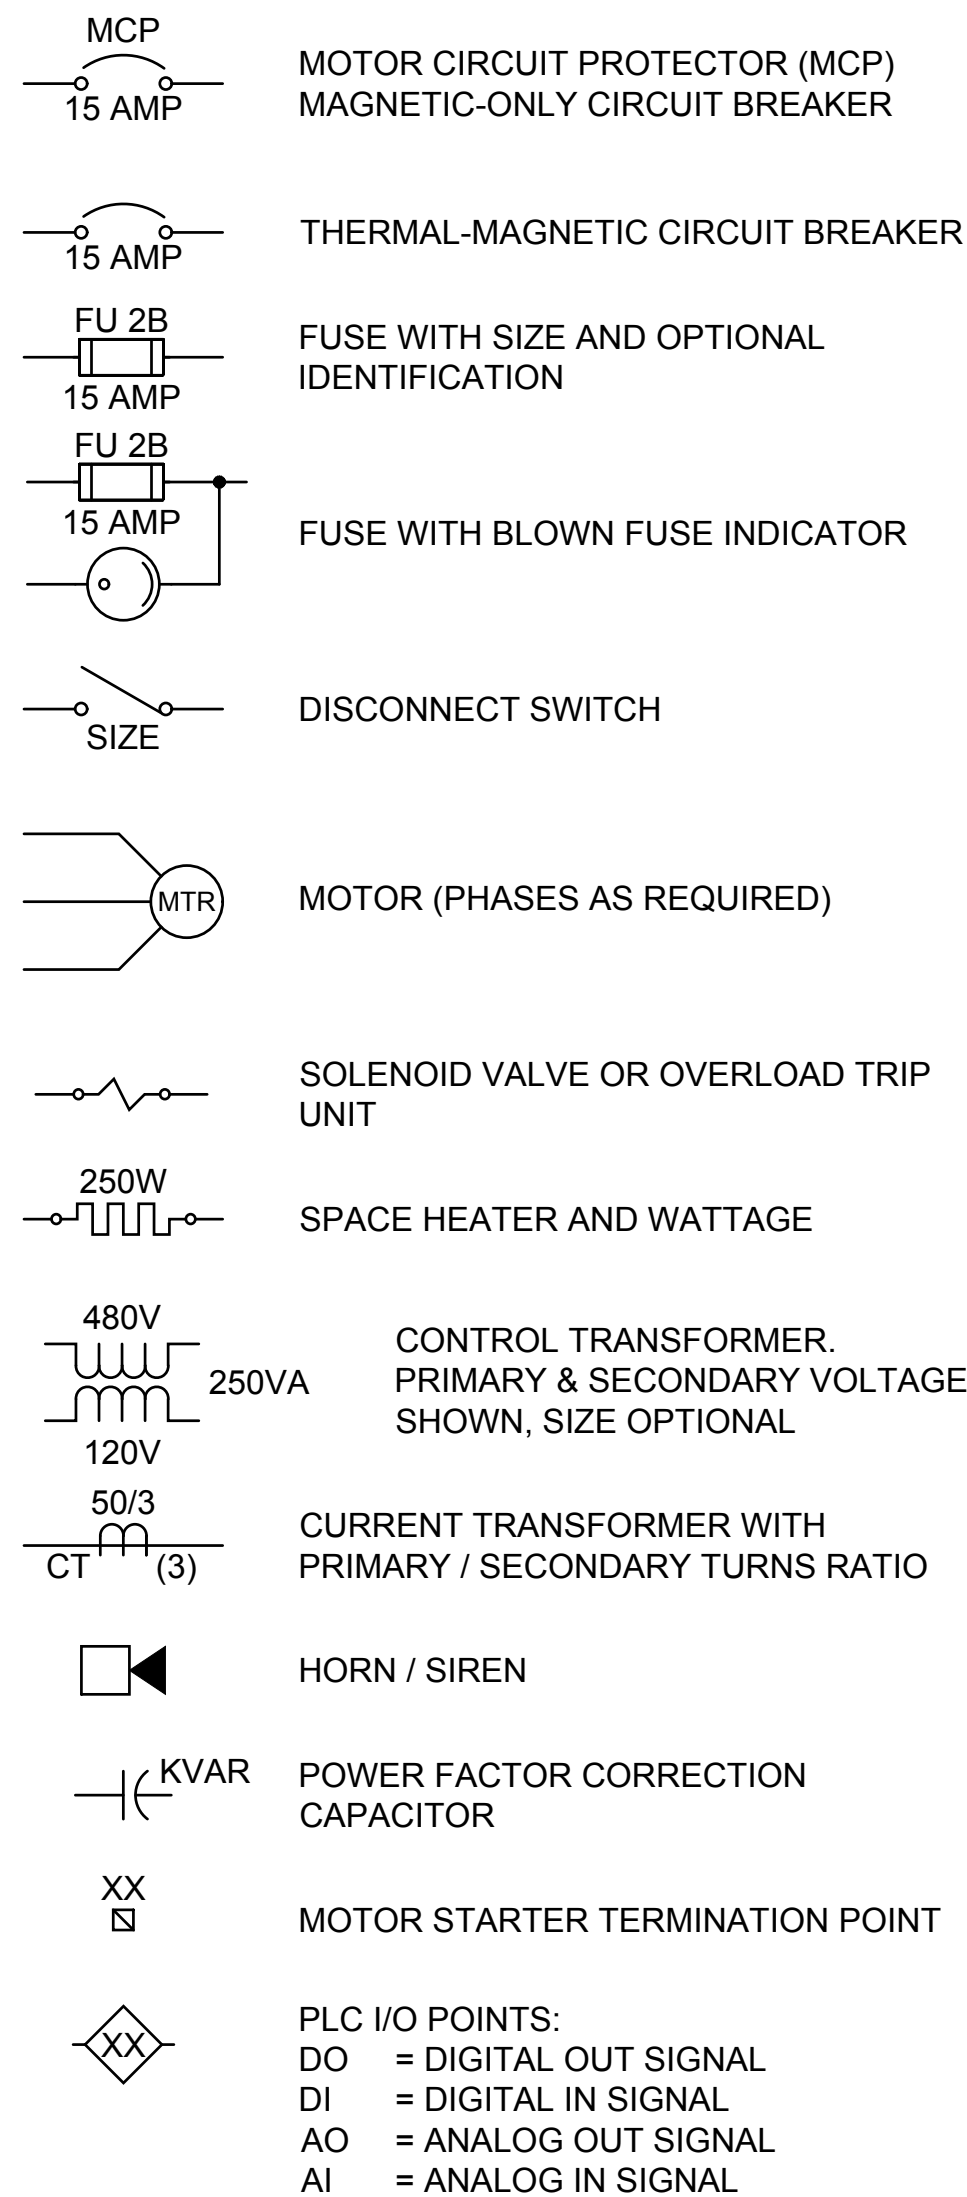 MCP
15 AMP
MOTOR CIRCUIT PROTECTOR (MCP)
MAGNETIC-ONLY CIRCUIT BREAKER
15 AMP
THERMAL-MAGNETIC CIRCUIT BREAKER
FU 2B
15 AMP
FUSE WITH SIZE AND OPTIONAL
IDENTIFICATION
FU 2B
15 AMP
FUSE WITH BLOWN FUSE INDICATOR
SIZE
DISCONNECT SWITCH
MTR
MOTOR (PHASES AS REQUIRED)
SOLENOID VALVE OR OVERLOAD TRIP
UNIT
250W
SPACE HEATER AND WATTAGE
480V
250VA
120V
CONTROL TRANSFORMER.
PRIMARY & SECONDARY VOLTAGE
SHOWN, SIZE OPTIONAL
50/3
CT (3)
CURRENT TRANSFORMER WITH
PRIMARY / SECONDARY TURNS RATIO
HORN / SIREN
KVAR
POWER FACTOR CORRECTION
CAPACITOR
XX
MOTOR STARTER TERMINATION POINT
XX
PLC I/O POINTS:
DO = DIGITAL OUT SIGNAL
DI = DIGITAL IN SIGNAL
AO = ANALOG OUT SIGNAL
AI = ANALOG IN SIGNAL